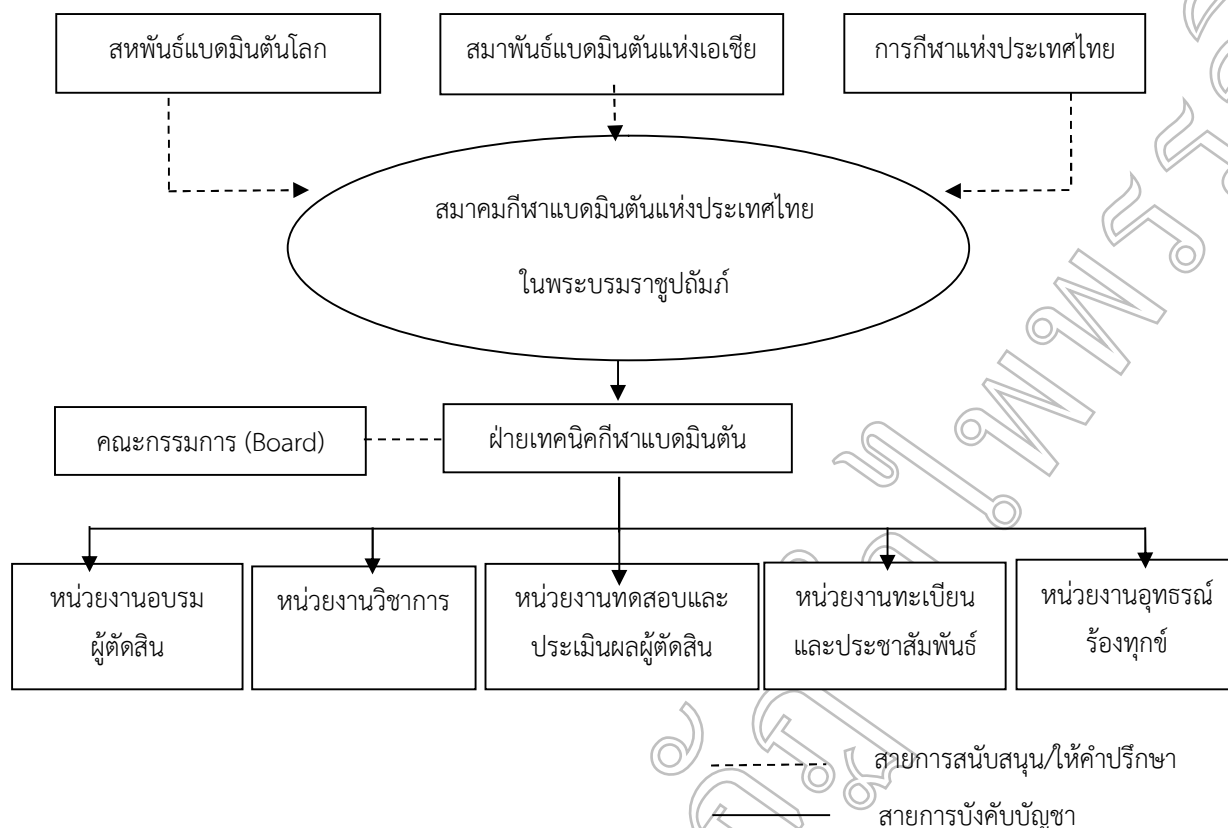 สหพันธ์แบดมินตันโลก
สมาพันธ์แบดมินตันแห่งเอเชีย
การกีฬาแห่งประเทศไทย
สมาคมกีฬาแบดมินตันแห่งประเทศไทย
ในพระบรมราชูปถัมภ์
คณะกรรมการ (Board)
ฝ่ายเทคนิคกีฬาแบดมินตัน
หน่วยงานอบรม
ผู้ตัดสิน
หน่วยงานวิชาการ
หน่วยงานทดสอบและ
ประเมินผลผู้ตัดสิน
หน่วยงานทะเบียน
และประชาสัมพันธ์
หน่วยงานอุทธรณ์
ร้องทุกข์
สายการสนับสนุน/ให้คำปรึกษา
สายการบังคับบัญชา